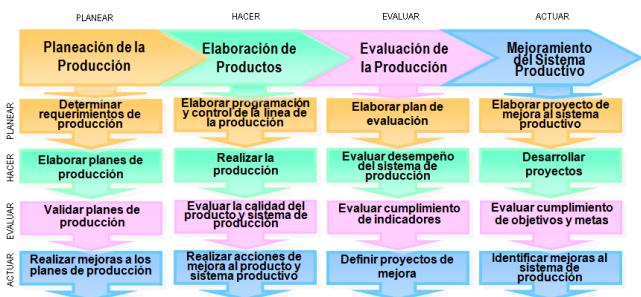 PLANEAR HACER EVALUAR ACTUAR
Planeación de la
Producción
Elaboración de
Productos
Evaluación de
la Producción
Mejoramiento
del Sistema
Productivo
PLANEAR
Determinar
requerimientos de
producción
Elaborar programación
y control de la línea de
la producción
Elaborar plan de
evaluación
Elaborar proyecto de
mejora al sistema
productivo
HACER
Elaborar planes de
producción
Realizar la
producción
Evaluar desempeño
del sistema de
producción
Desarrollar
proyectos
EVALUAR
Validar planes de
producción
Evaluar la calidad del
producto y sistema de
producción
Evaluar cumplimiento
de indicadores
Evaluar cumplimiento
de objetivos y metas
ACTUAR
Realizar mejoras a los
planes de producción
Realizar acciones de
mejora al producto y
sistema productivo
Definir proyectos de
mejora
Identificar mejoras al
sistema de
producción